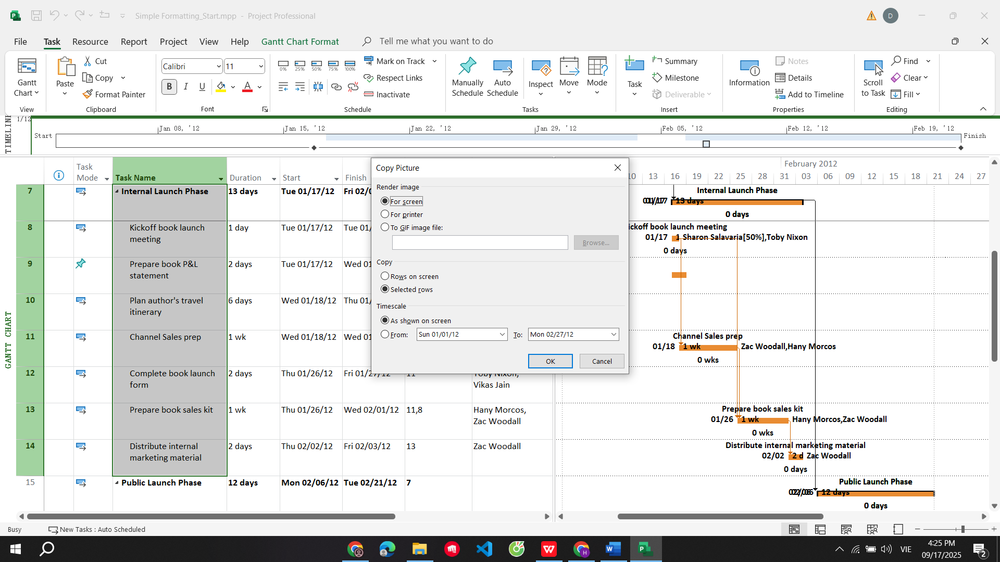 Simple Formatting_Start.mpp - Project Professional
D
File Task Resource Report Project View Help Gantt Chart Format Tell me what you want to do
Gantt Chart
View
Paste
Cut
Copy
Format Painter
Clipboard
Calibri 11
B I U A
Font
0% 25% 50% 75% 100%
Mark on Track
Respect Links
Inactivate
Schedule
Manually Schedule
Auto Schedule
Inspect
Move
Mode
Tasks
Task
Summary
Milestone
Deliverable
Insert
Information
Notes
Details
Add to Timeline
Properties
Scroll to Task
Find
Clear
Fill
Editing
TIMELINE
1/12
Jan 08, '12 Jan 15, '12 Jan 22, '12 Jan 29, '12 Feb 05, '12 Feb 12, '12 Feb 19, '12
Start
Finish
GANTT CHART
Task Mode Task Name Duration Start Finish
7 Internal Launch Phase 13 days Tue 01/17/12 Fri 02/0
8 Kickoff book launch meeting 1 day Tue 01/17/12 Tue 01/
9 Prepare book P&L statement 2 days Tue 01/17/12 Wed 01
10 Plan author's travel itinerary 6 days Wed 01/18/12 Thu 01/
11 Channel Sales prep 1 wk Wed 01/18/12 Wed 01
12 Complete book launch form 2 days Thu 01/26/12 Fri 01/27/12 11 Toby Nixon, Vikas Jain
13 Prepare book sales kit 1 wk Thu 01/26/12 Wed 02/01/12 11,8 Hany Morcos, Zac Woodall
14 Distribute internal marketing material 2 days Thu 02/02/12 Fri 02/03/12 13 Zac Woodall
15 Public Launch Phase 12 days Mon 02/06/12 Tue 02/21/12 7
Copy Picture
Render image
For screen
For printer
To GIF image file:
Browse...
Copy
Rows on screen
Selected rows
Timescale
As shown on screen
From: Sun 01/01/12 To: Mon 02/27/12
OK Cancel
February 2012
10 13 16 19 22 25 28 31 03 06 09 12 15 18 21 24 27
Internal Launch Phase
01/17 13 days
0 days
ickoff book launch meeting
01/17 1 Sharon Salavaria[50%],Toby Nixon
0 days
Channel Sales prep
01/18 1 wk Zac Woodall,Hany Morcos
0 wks
Prepare book sales kit
01/26 1 wk Hany Morcos,Zac Woodall
0 wks
Distribute internal marketing material
02/02 2 d Zac Woodall
0 days
Public Launch Phase
02/06 12 days
0 days
Busy New Tasks : Auto Scheduled
VIE
4:25 PM
09/17/2025
2